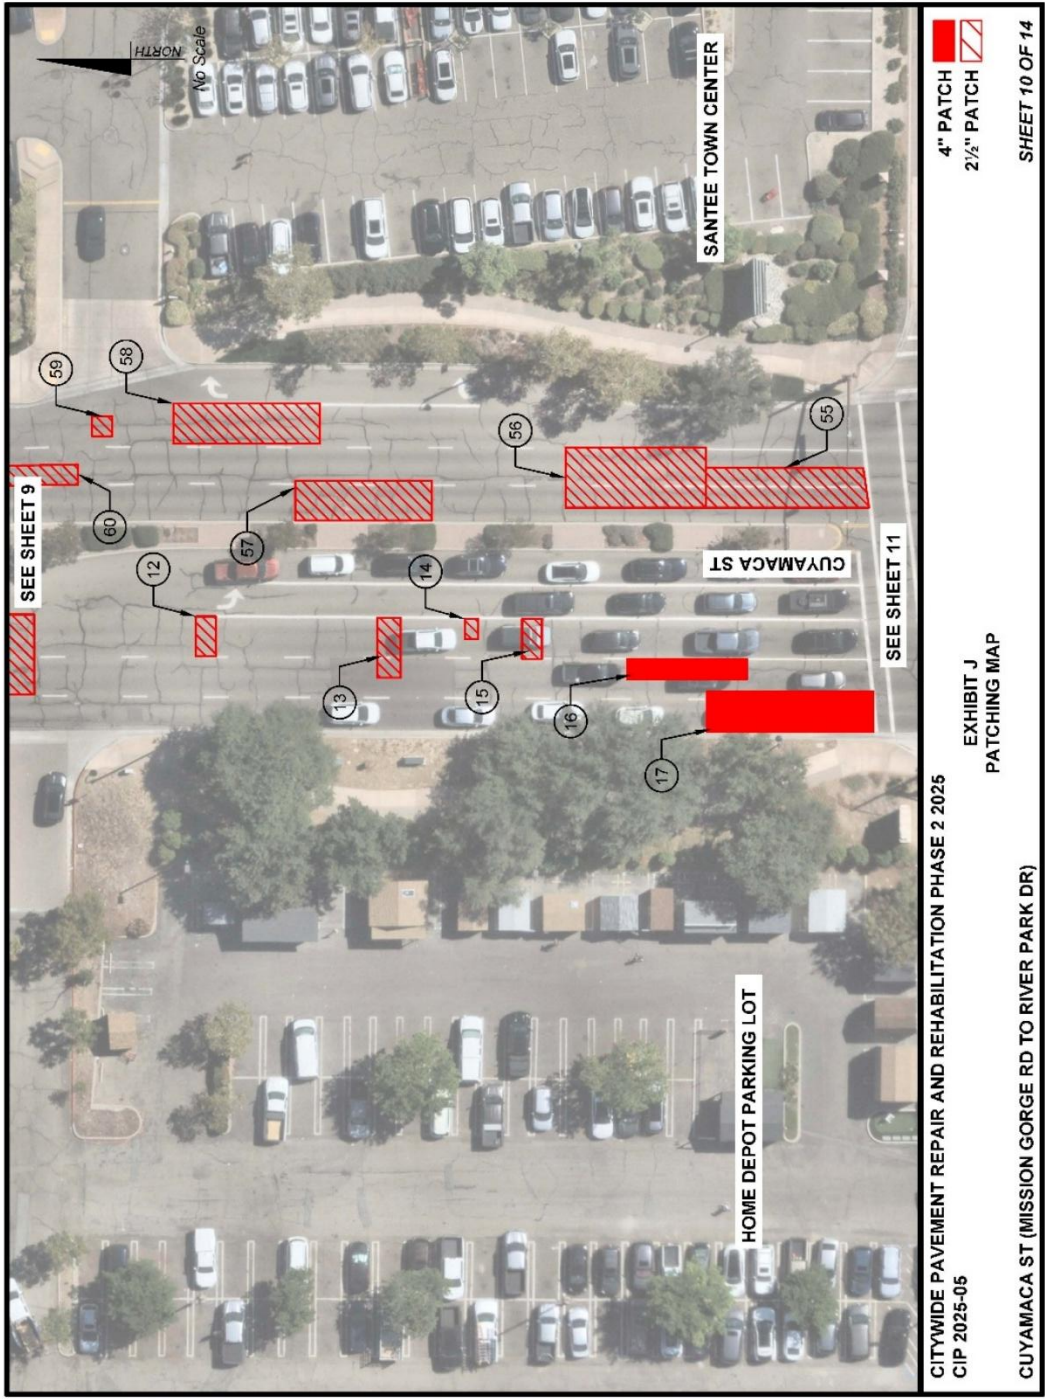 NORTH
No Scale
SEE SHEET 9
59
58
60
12
57
14
13
15
56
55
16
17
SANTEE TOWN CENTER
CUYAMACA ST
SEE SHEET 11
HOME DEPOT PARKING LOT
4" PATCH
2½" PATCH
CITYWIDE PAVEMENT REPAIR AND REHABILITATION PHASE 2 2025
CIP 2025-05
EXHIBIT J
PATCHING MAP
CUYAMACA ST (MISSION GORGE RD TO RIVER PARK DR)
SHEET 10 OF 14